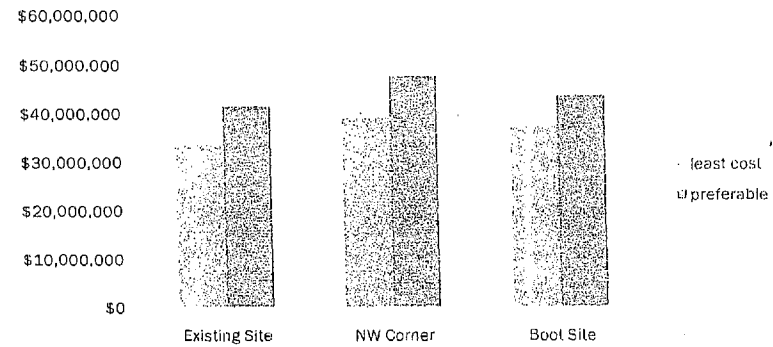 $60,000,000
$50,000,000
$40,000,000
$30,000,000
$20,000,000
$10,000,000
$0
Existing Site
NW Corner
Boot Site
least cost
preferable